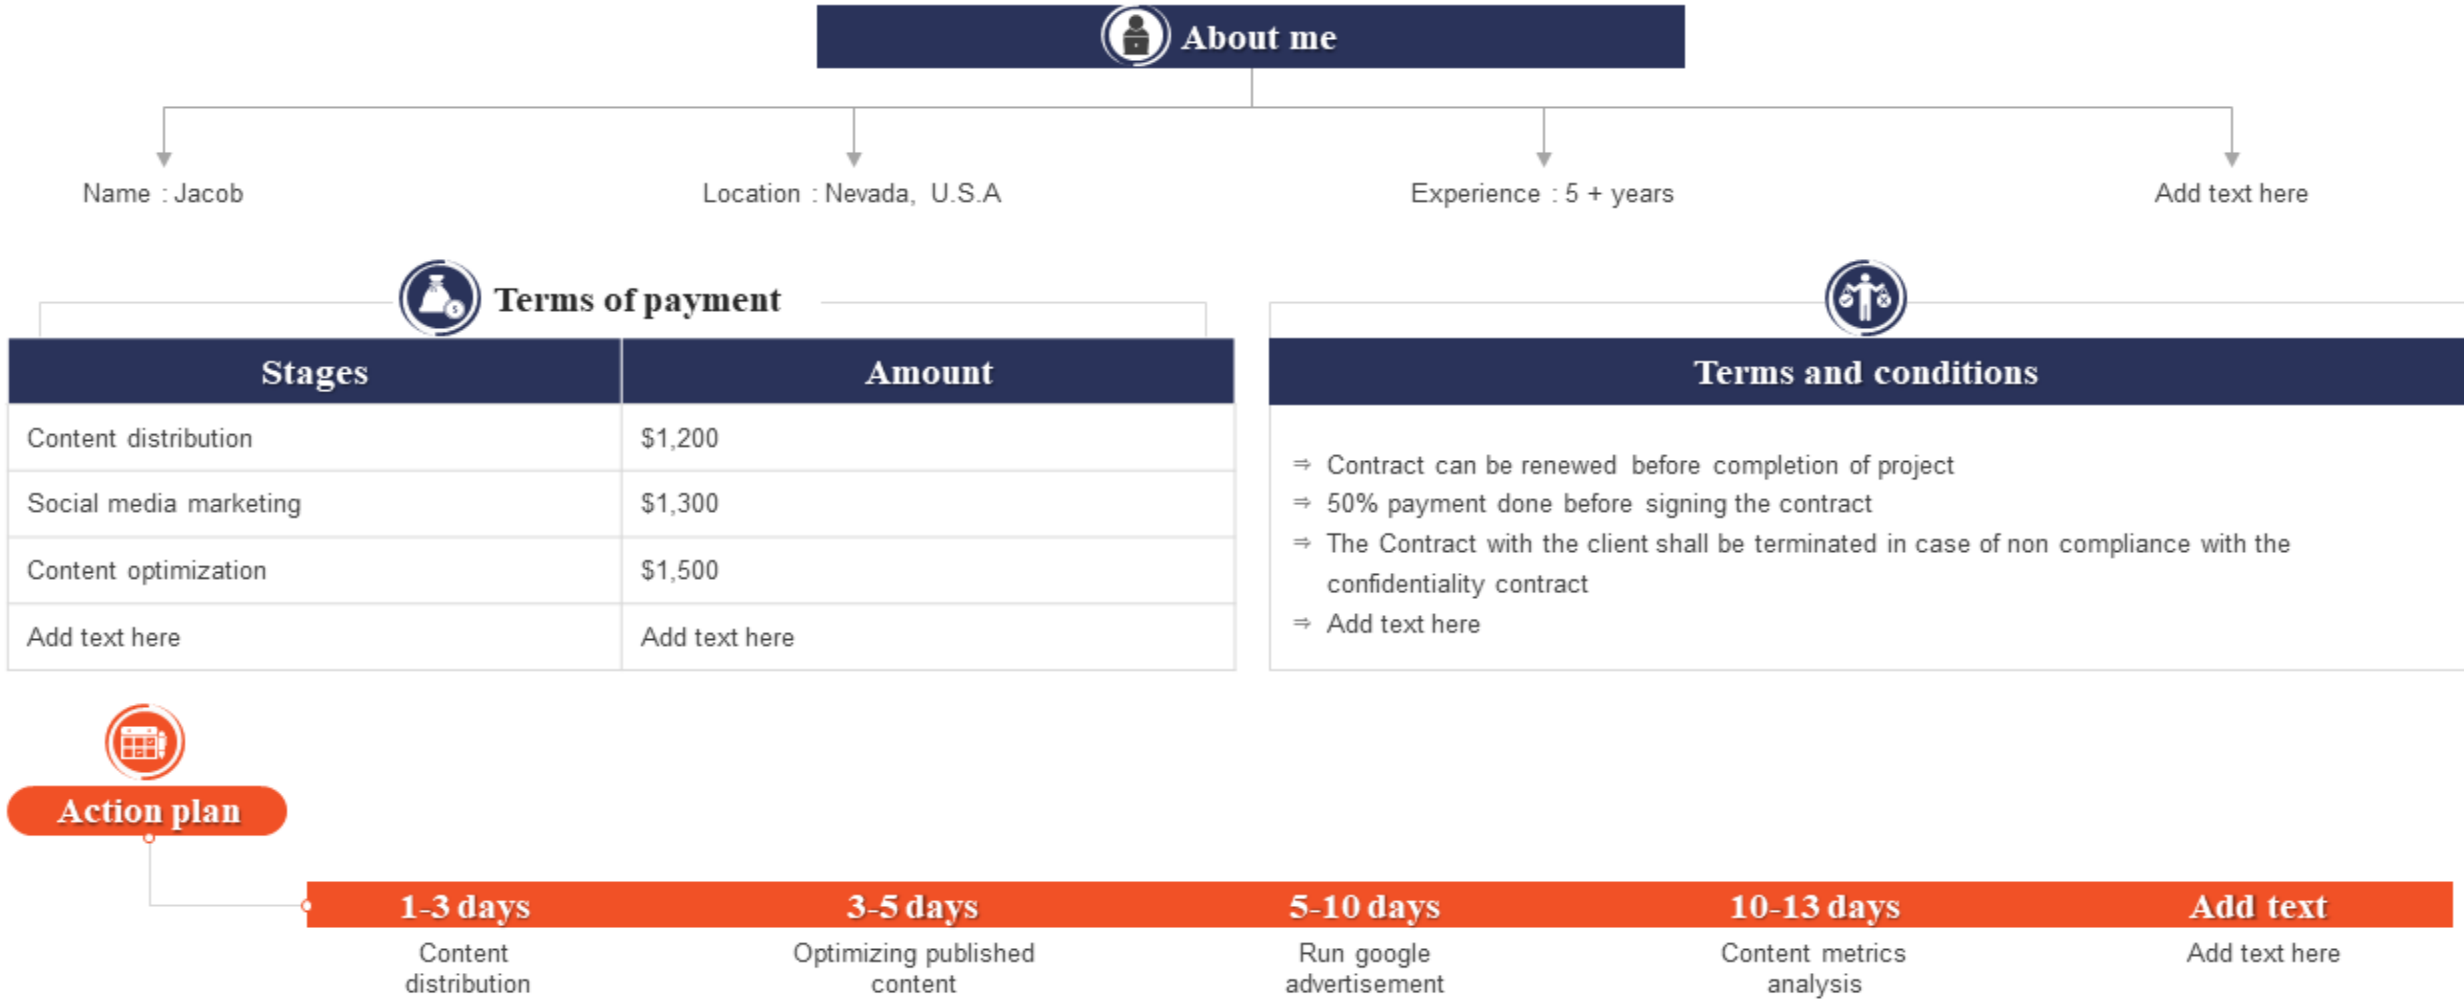 About me
Name : Jacob
Location : Nevada, U.S.A
Experience : 5 + years
Add text here
Terms of payment
Stages
Amount
Content distribution
$1,200
Social media marketing
$1,300
Content optimization
$1,500
Add text here
Add text here
Terms and conditions
⇒ Contract can be renewed before completion of project
⇒ 50% payment done before signing the contract
⇒ The Contract with the client shall be terminated in case of non compliance with the
confidentiality contract
⇒ Add text here
Action plan
1-3 days
Content
distribution
3-5 days
Optimizing published
content
5-10 days
Run google
advertisement
10-13 days
Content metrics
analysis
Add text
Add text here